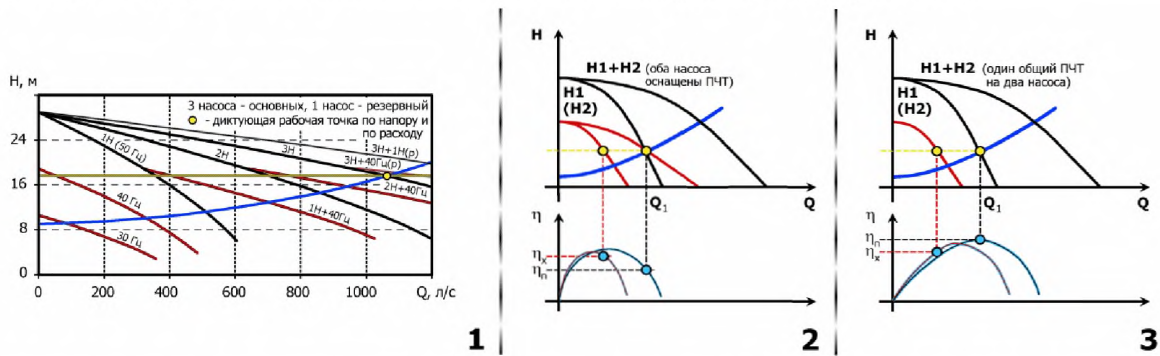 H, м
3 насоса - основных, 1 насос - резервный
- диктующая рабочая точка по напору и
по расходу
24
16
8
0
1Н (50 Гц)
2Н
3Н
3Н+1Н(р)
3Н+40Гц(р)
2Н+40Гц
1Н+40Гц
40 Гц
30 Гц
0
200
400
600
800
1000
Q, л/с
1
H
H1+H2 (оба насоса
оснащены ПЧТ)
H1
(H2)
Q1
Q
η
ηх
ηп
2
H
H1+H2 (один общий ПЧТ
на два насоса)
H1
(H2)
Q1
Q
η
ηп
ηх
3